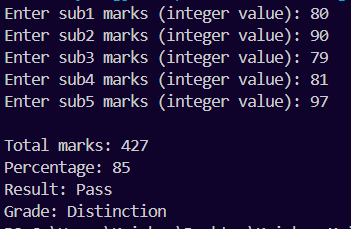 Enter sub1 marks (integer value): 80
Enter sub2 marks (integer value): 90
Enter sub3 marks (integer value): 79
Enter sub4 marks (integer value): 81
Enter sub5 marks (integer value): 97
Total marks: 427
Percentage: 85
Result: Pass
Grade: Distinction